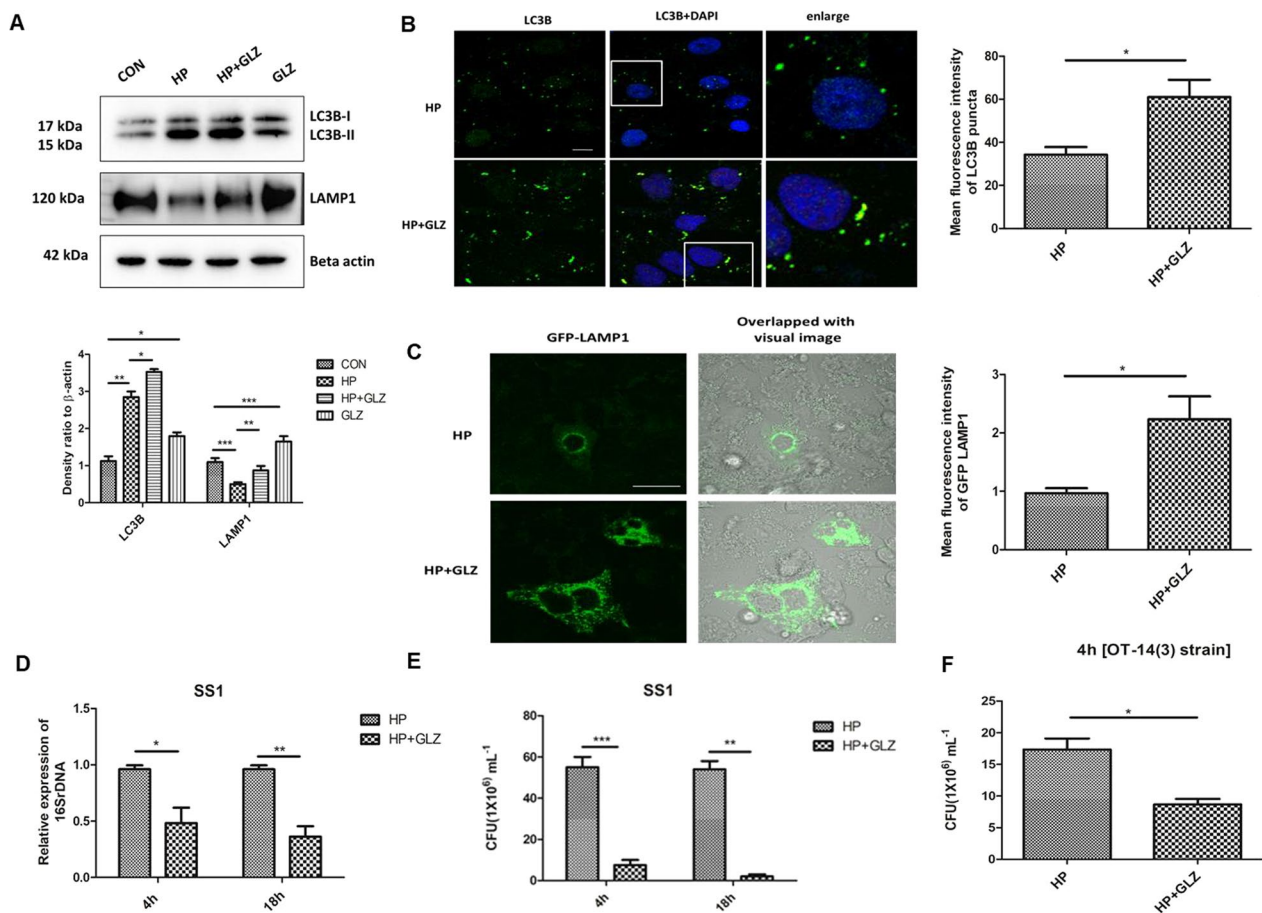 A
CON
HP
HP+GLZ
GLZ
17 kDa
15 kDa
LC3B-I
LC3B-II
120 kDa
LAMP1
42 kDa
Beta actin
Density ratio to β-actin
4
3
2
1
0
*
*
**
***
***
**
LC3B
LAMP1
CON
HP
HP+GLZ
GLZ
B
LC3B
LC3B+DAPI
enlarge
HP
HP+GLZ
Mean fluorescence intensity
of LC3B puncta
80
60
40
20
0
*
HP
HP+GLZ
C
GFP-LAMP1
Overlapped with
visual image
HP
HP+GLZ
Mean fluorescence intensity
of GFP LAMP1
3
2
1
0
*
HP
HP+GLZ
D
SS1
Relative expression of
16SrDNA
1.5
1.0
0.5
0.0
*
**
4h
18h
HP
HP+GLZ
E
SS1
CFU(1X10⁶) mL⁻¹
80
60
40
20
0
***
**
4h
18h
HP
HP+GLZ
F
4h [OT-14(3) strain]
CFU(1X10⁶) mL⁻¹
25
20
15
10
5
0
*
HP
HP+GLZ